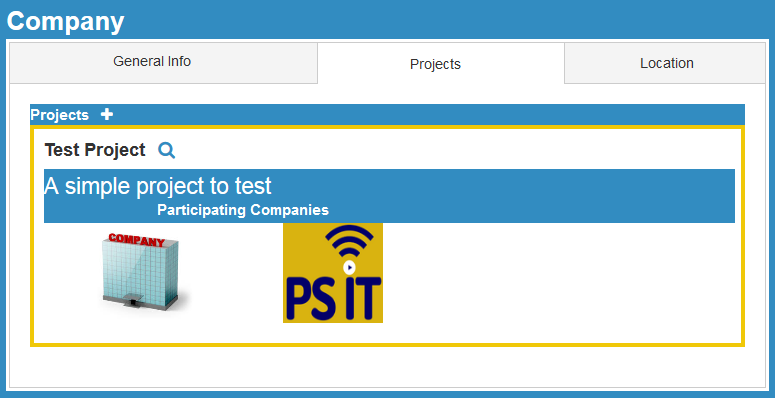 Company
General Info
Projects
Location
Projects
Test Project
A simple project to test
Participating Companies
COMPANY
PS IT